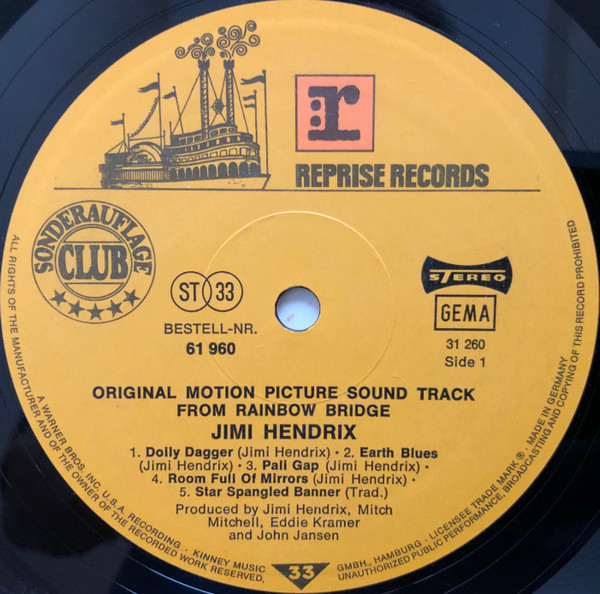 r
REPRISE RECORDS
SONDERAUFLAGE
CLUB
ST 33
BESTELL-NR.
61 960
STEREO
GEMA
31 260
Side 1
ORIGINAL MOTION PICTURE SOUND TRACK
FROM RAINBOW BRIDGE
JIMI HENDRIX
1. Dolly Dagger (Jimi Hendrix) · 2. Earth Blues
(Jimi Hendrix) · 3. Pali Gap (Jimi Hendrix) ·
4. Room Full Of Mirrors (Jimi Hendrix) ·
5. Star Spangled Banner (Trad.)
Produced by Jimi Hendrix, Mitch
Mitchell, Eddie Kramer
and John Jansen
33
ALL RIGHTS OF THE MANUFACTURER AND OF THE OWNER OF THE RECORDED WORK RESERVED,
UNAUTHORIZED PUBLIC PERFORMANCE, BROADCASTING AND COPYING OF THIS RECORD PROHIBITED
A WARNER BROS. INC. U.S.A. RECORDING · KINNEY MUSIC
GMBH., HAMBURG · LICENSEE TRADE MARK ® · MADE IN GERMANY